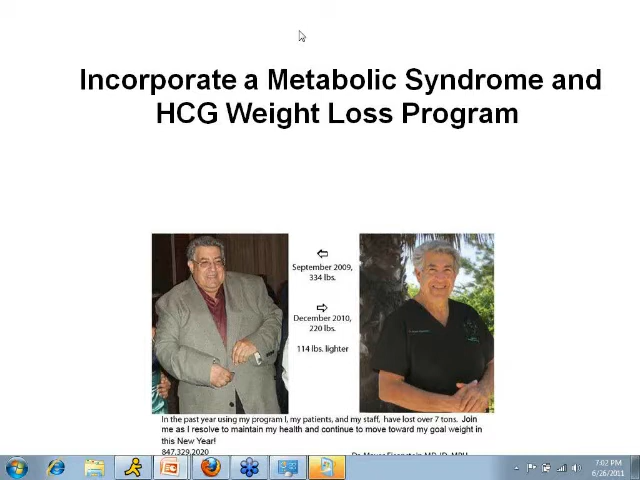 Incorporate a Metabolic Syndrome and
HCG Weight Loss Program
September 2009,
334 lbs.
December 2010,
220 lbs.
114 lbs. lighter
In the past year using my program I, my patients, and my staff, have lost over 7 tons. Join
me as I resolve to maintain my health and continue to move toward my goal weight in
this New Year!
847.329.2020
7:02 PM
6/26/2011